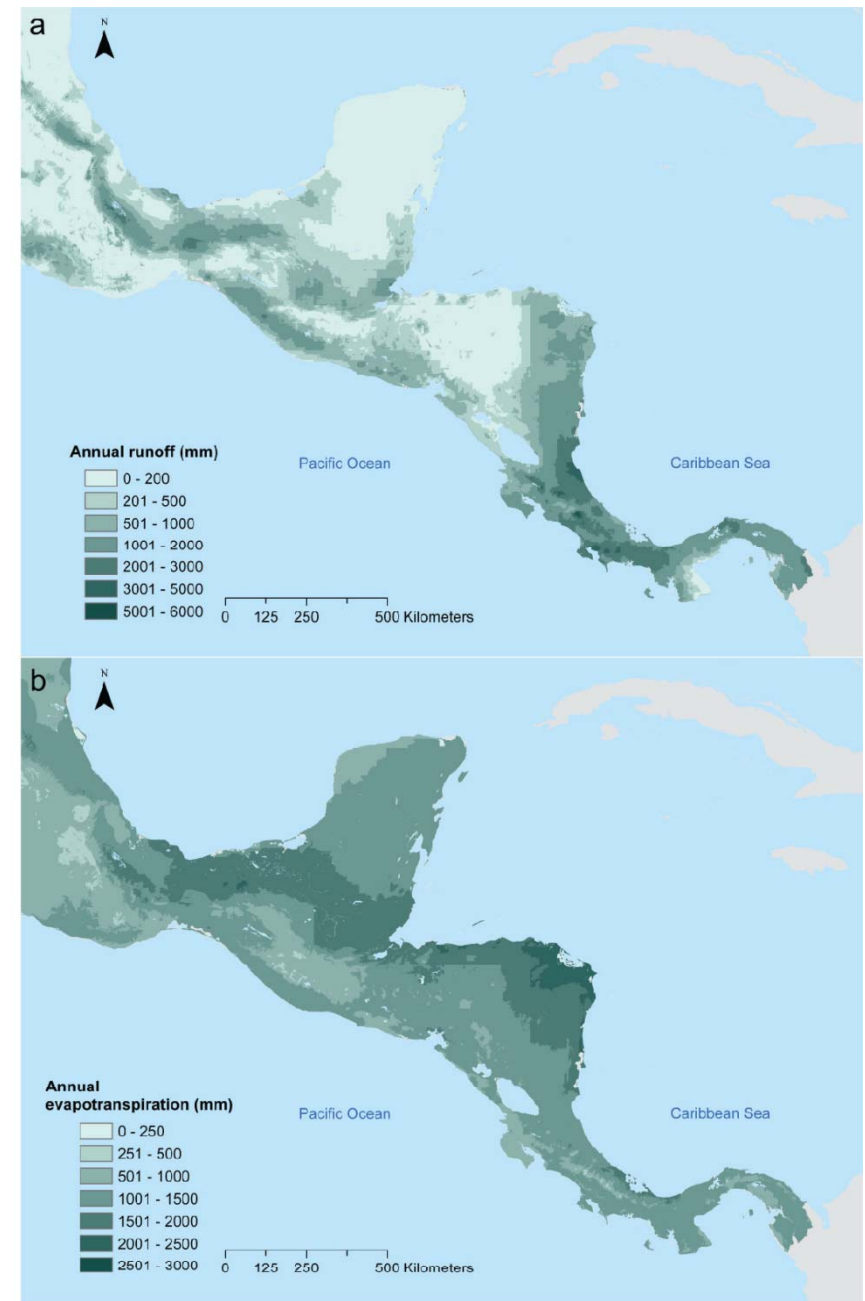 a
N
Annual runoff (mm)
0 - 200
201 - 500
501 - 1000
1001 - 2000
2001 - 3000
3001 - 5000
5001 - 6000
Pacific Ocean
Caribbean Sea
0 125 250 500 Kilometers
b
N
Annual
evapotranspiration (mm)
0 - 250
251 - 500
501 - 1000
1001 - 1500
1501 - 2000
2001 - 2500
2501 - 3000
Pacific Ocean
Caribbean Sea
0 125 250 500 Kilometers